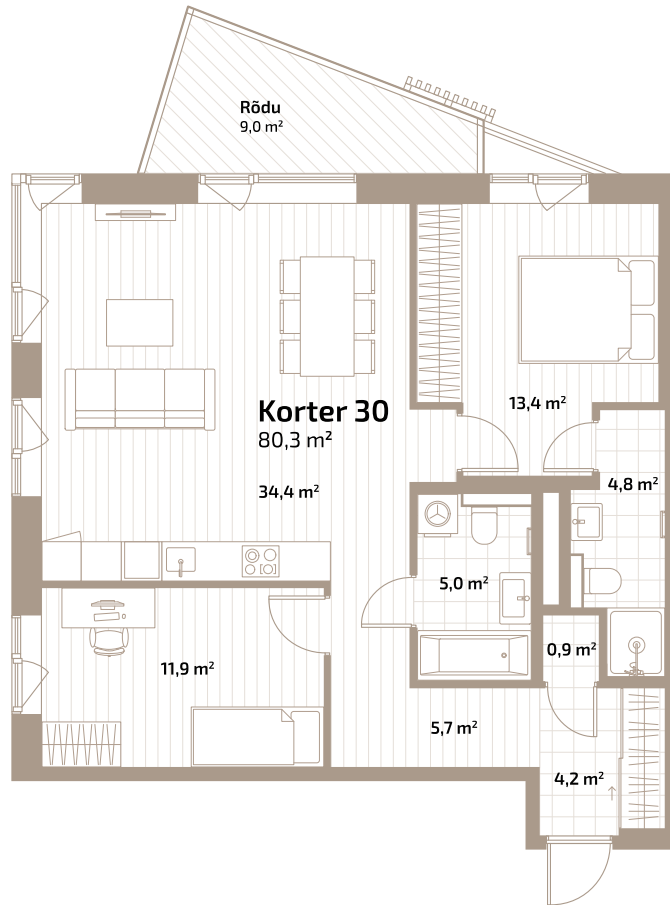 Rõdu
9,0 m²
Korter 30
80,3 m²
13,4 m²
34,4 m²
4,8 m²
5,0 m²
0,9 m²
11,9 m²
5,7 m²
4,2 m²